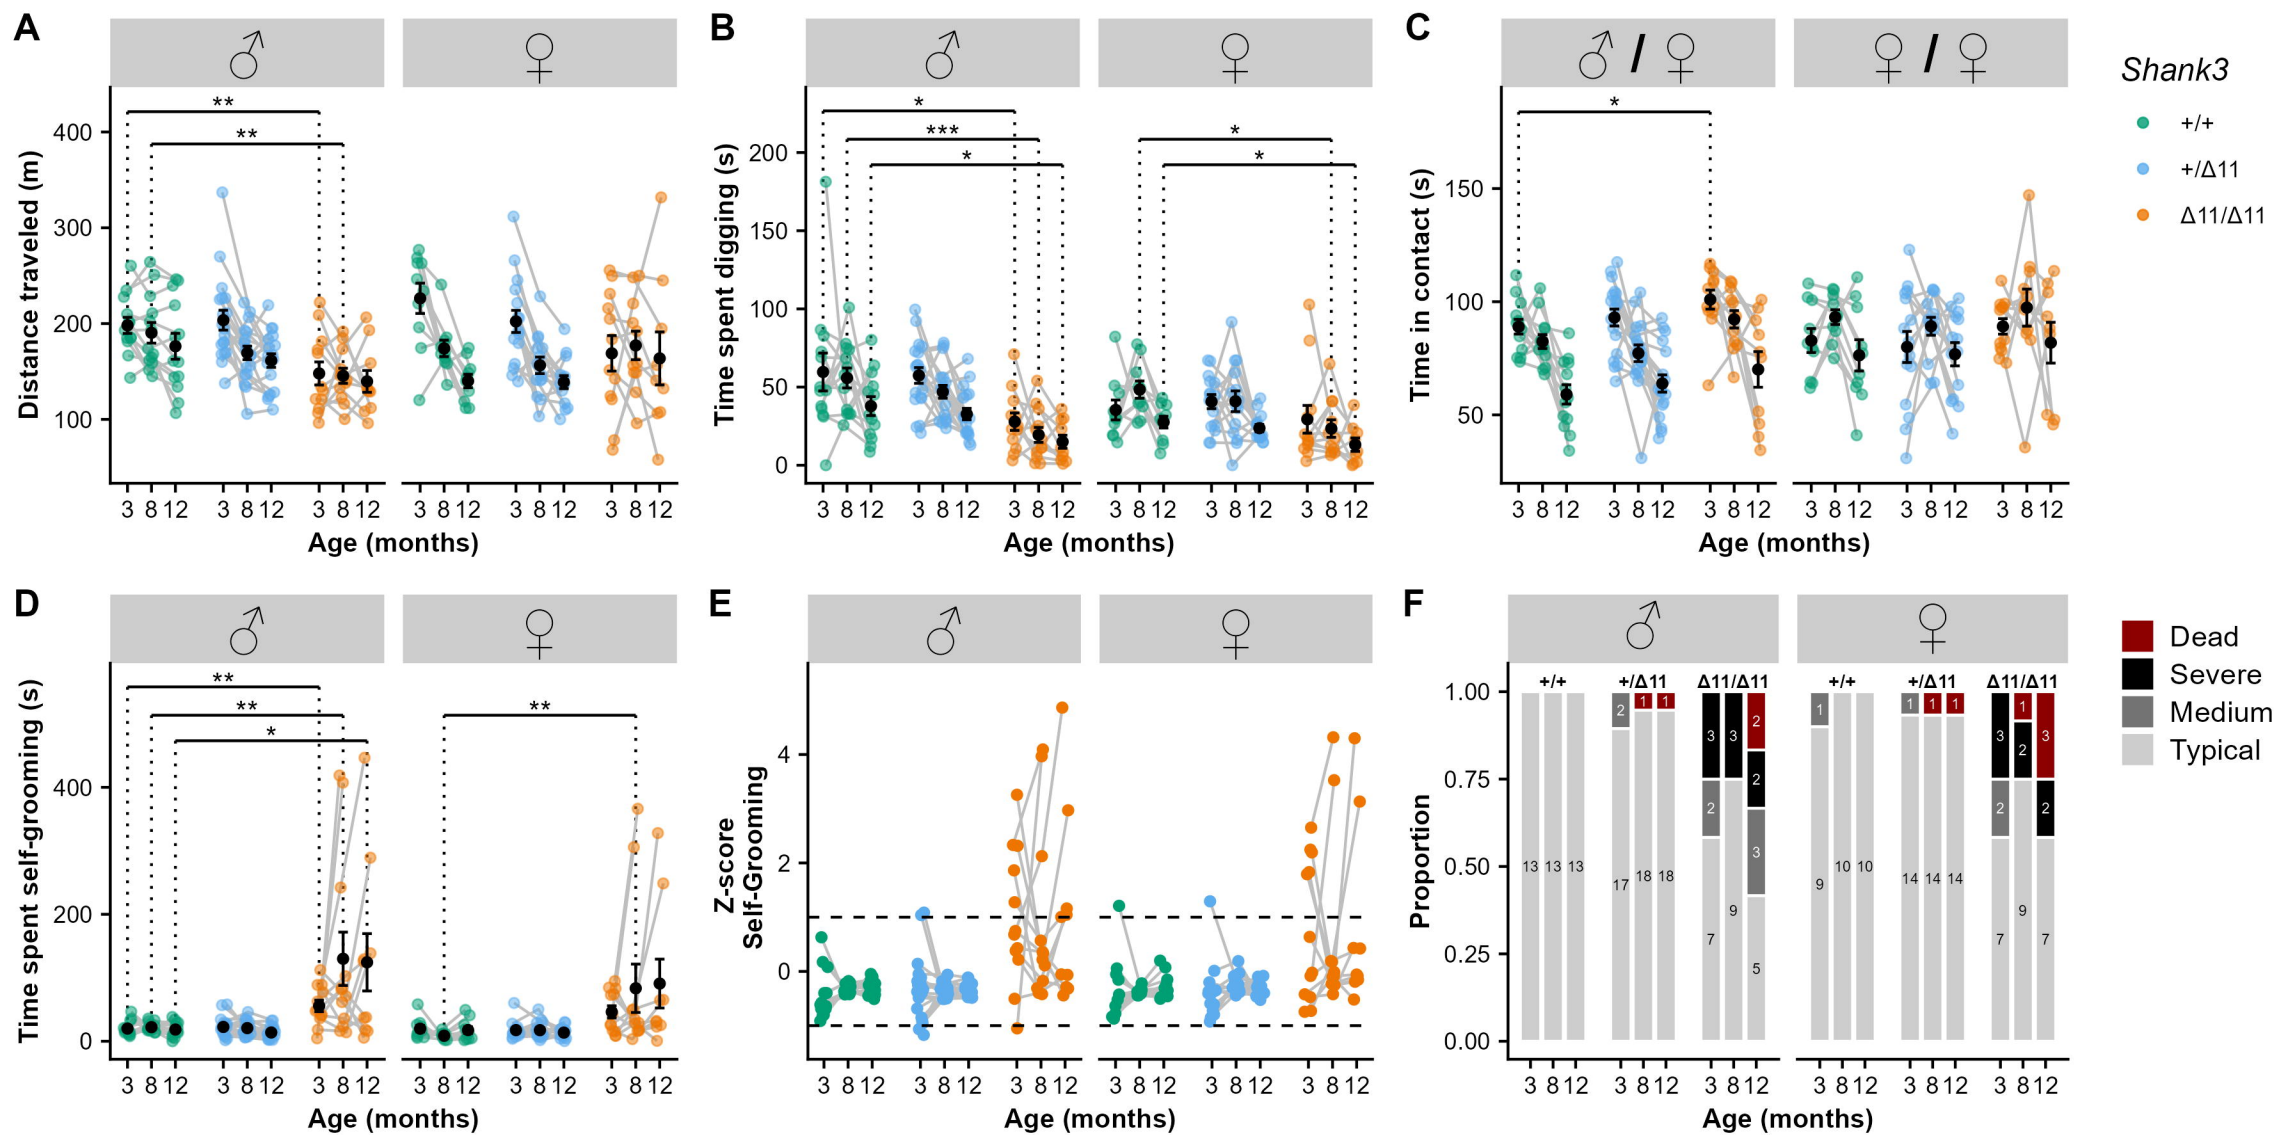 A
♂
♀
**
**
Distance traveled (m)
400
300
200
100
3 8 12 3 8 12 3 8 12
3 8 12 3 8 12 3 8 12
Age (months)
B
♂
♀
*
***
*
*
*
Time spent digging (s)
200
150
100
50
0
3 8 12 3 8 12 3 8 12
3 8 12 3 8 12 3 8 12
Age (months)
C
♂ / ♀
♀ / ♀
*
Time in contact (s)
150
100
50
3 8 12 3 8 12 3 8 12
3 8 12 3 8 12 3 8 12
Age (months)
Shank3
+/+
+/Δ11
Δ11/Δ11
D
♂
♀
**
**
*
**
Time spent self-grooming (s)
400
200
0
3 8 12 3 8 12 3 8 12
3 8 12 3 8 12 3 8 12
Age (months)
E
♂
♀
Z-score
Self-Grooming
4
2
0
3 8 12 3 8 12 3 8 12
3 8 12 3 8 12 3 8 12
Age (months)
F
♂
♀
+/+ +/Δ11 Δ11/Δ11
+/+ +/Δ11 Δ11/Δ11
Proportion
1.00
0.75
0.50
0.25
0.00
13 13 13
2 17
1 18
1 18
3 2 7
3 9
2 2 3 5
1 9
10 10
1 14
1 14
1 14
3 2 7
1 2 9
3 2 7
3 8 12 3 8 12 3 8 12
3 8 12 3 8 12 3 8 12
Age (months)
Dead
Severe
Medium
Typical